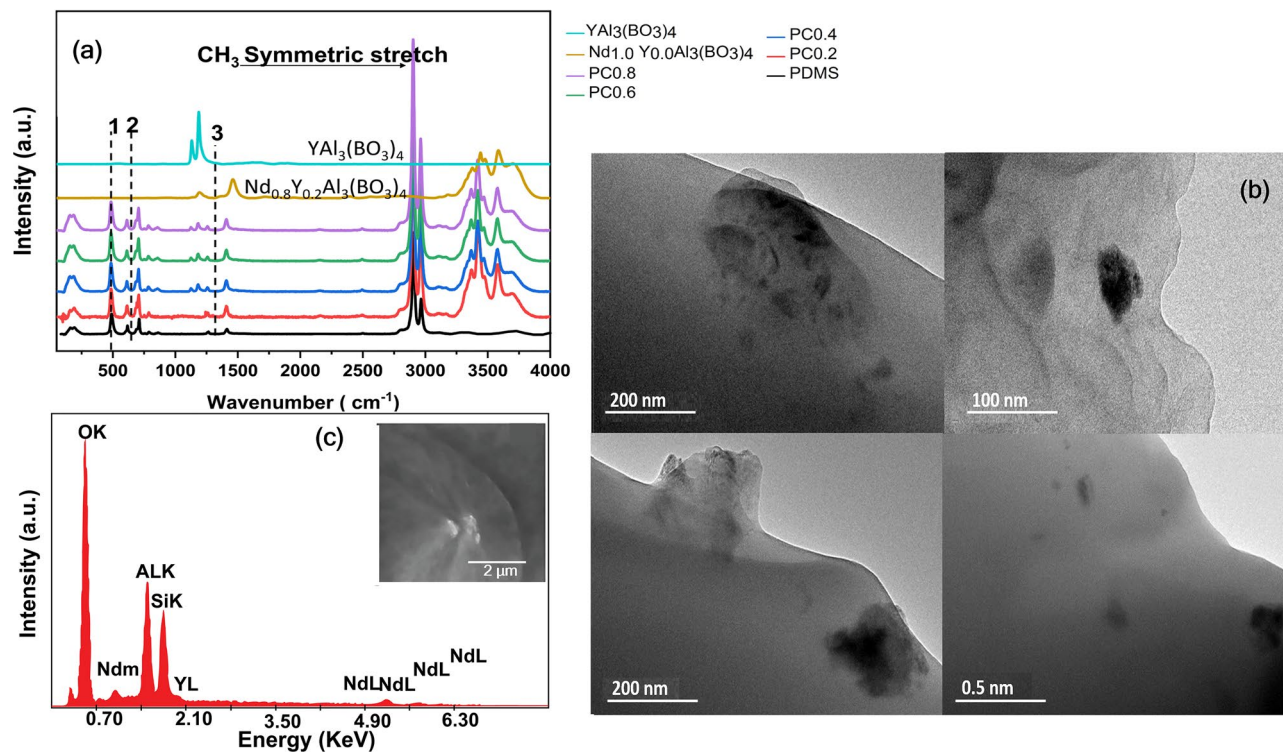 (a)
CH₃ Symmetric stretch
1 2 3
YAl₃(BO₃)₄
Nd₀.₈Y₀.₂Al₃(BO₃)₄
Intensity (a.u.)
500 1000 1500 2000 2500 3000 3500 4000
Wavenumber ( cm⁻¹)
YAl3(BO3)4
Nd1.0 Y0.0Al3(BO3)4
PC0.8
PC0.6
PC0.4
PC0.2
PDMS
(b)
200 nm
100 nm
200 nm
0.5 nm
(c)
OK
Ndm
ALK
SiK
YL
NdL
NdL
NdL
NdL
2 µm
Intensity (a.u.)
0.70 2.10 3.50 4.90 6.30
Energy (KeV)